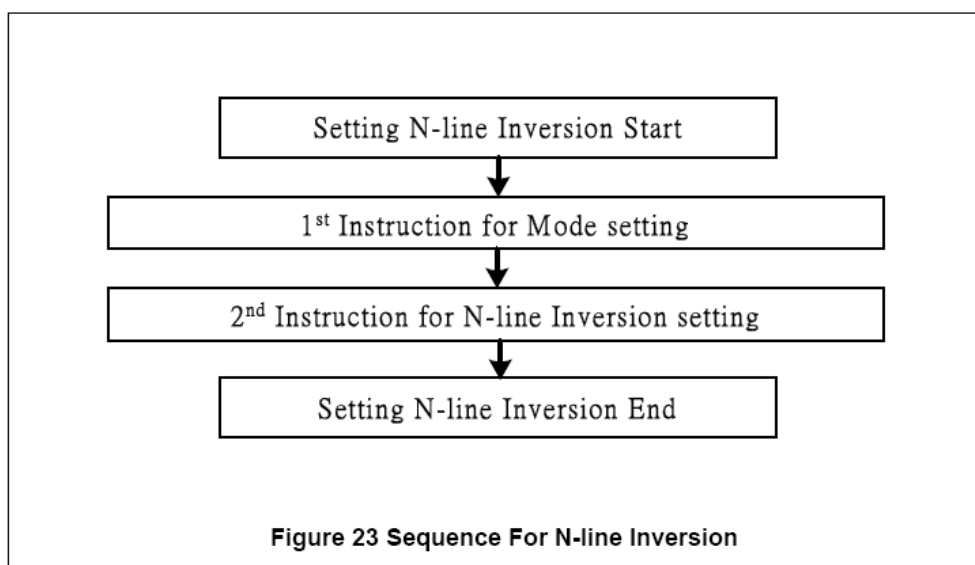 Setting N-line Inversion Start
1st Instruction for Mode setting
2nd Instruction for N-line Inversion setting
Setting N-line Inversion End
Figure 23 Sequence For N-line Inversion